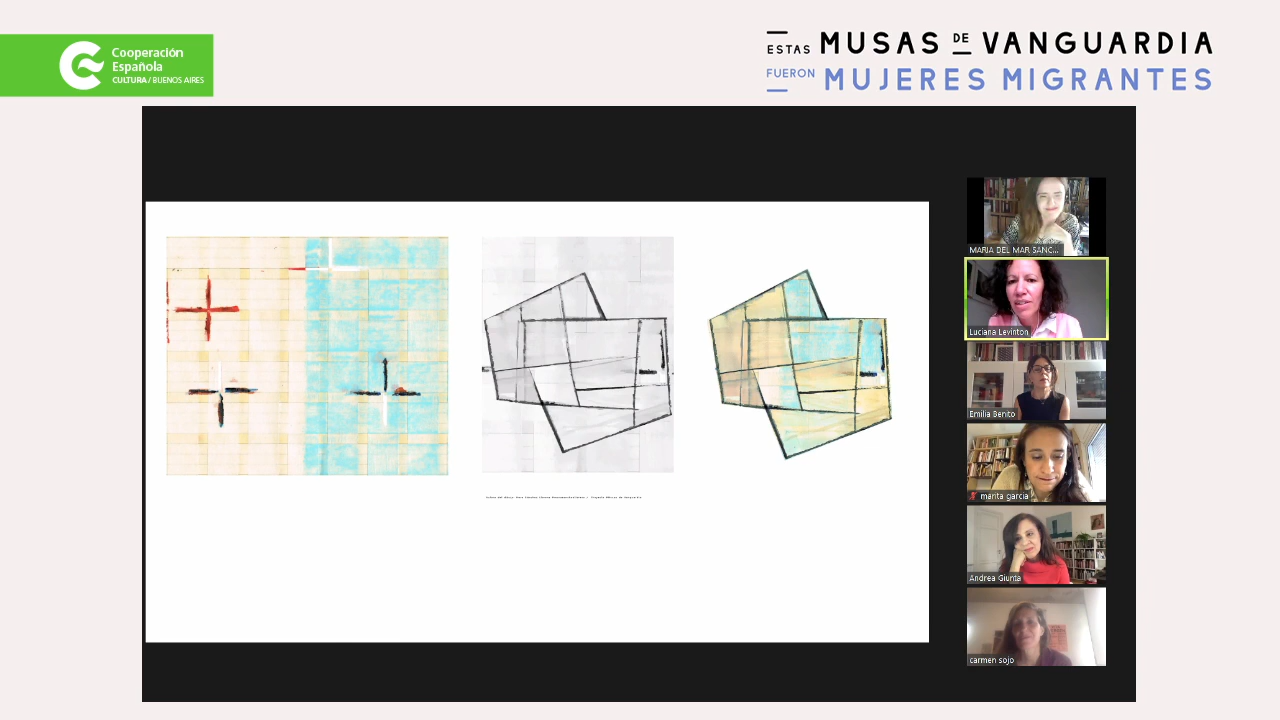 Cooperación
Española
CULTURA / BUENOS AIRES
ESTAS MUSAS DE VANGUARDIA
FUERON MUJERES MIGRANTES
MARIA DEL MAR SANC...
Luciana Levinton
Emilia Benito
marita garcia
Andrea Giunta
carmen sojo